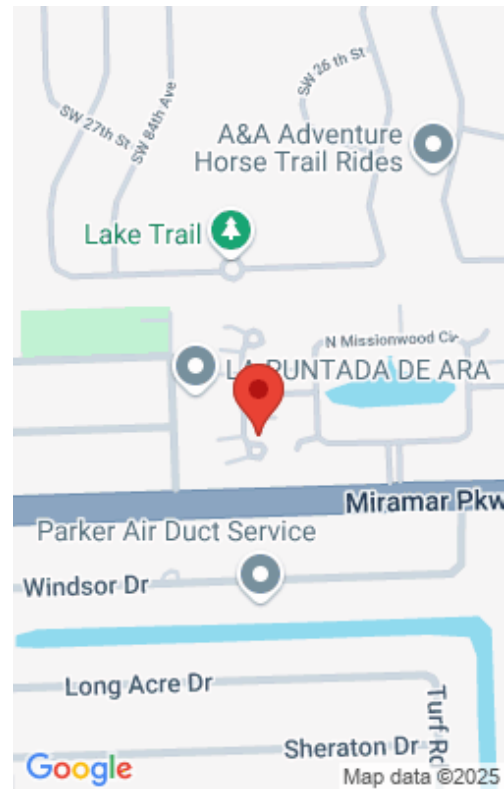 SW 26th St
SW 27th St
SW 84th Ave
A&A Adventure
Horse Trail Rides
Lake Trail
N Missionwood Cir
LA PUNTADA DE ARA
Miramar Pkw
Parker Air Duct Service
Windsor Dr
Long Acre Dr
Turf Rd
Sheraton Dr
Google
Map data ©2025